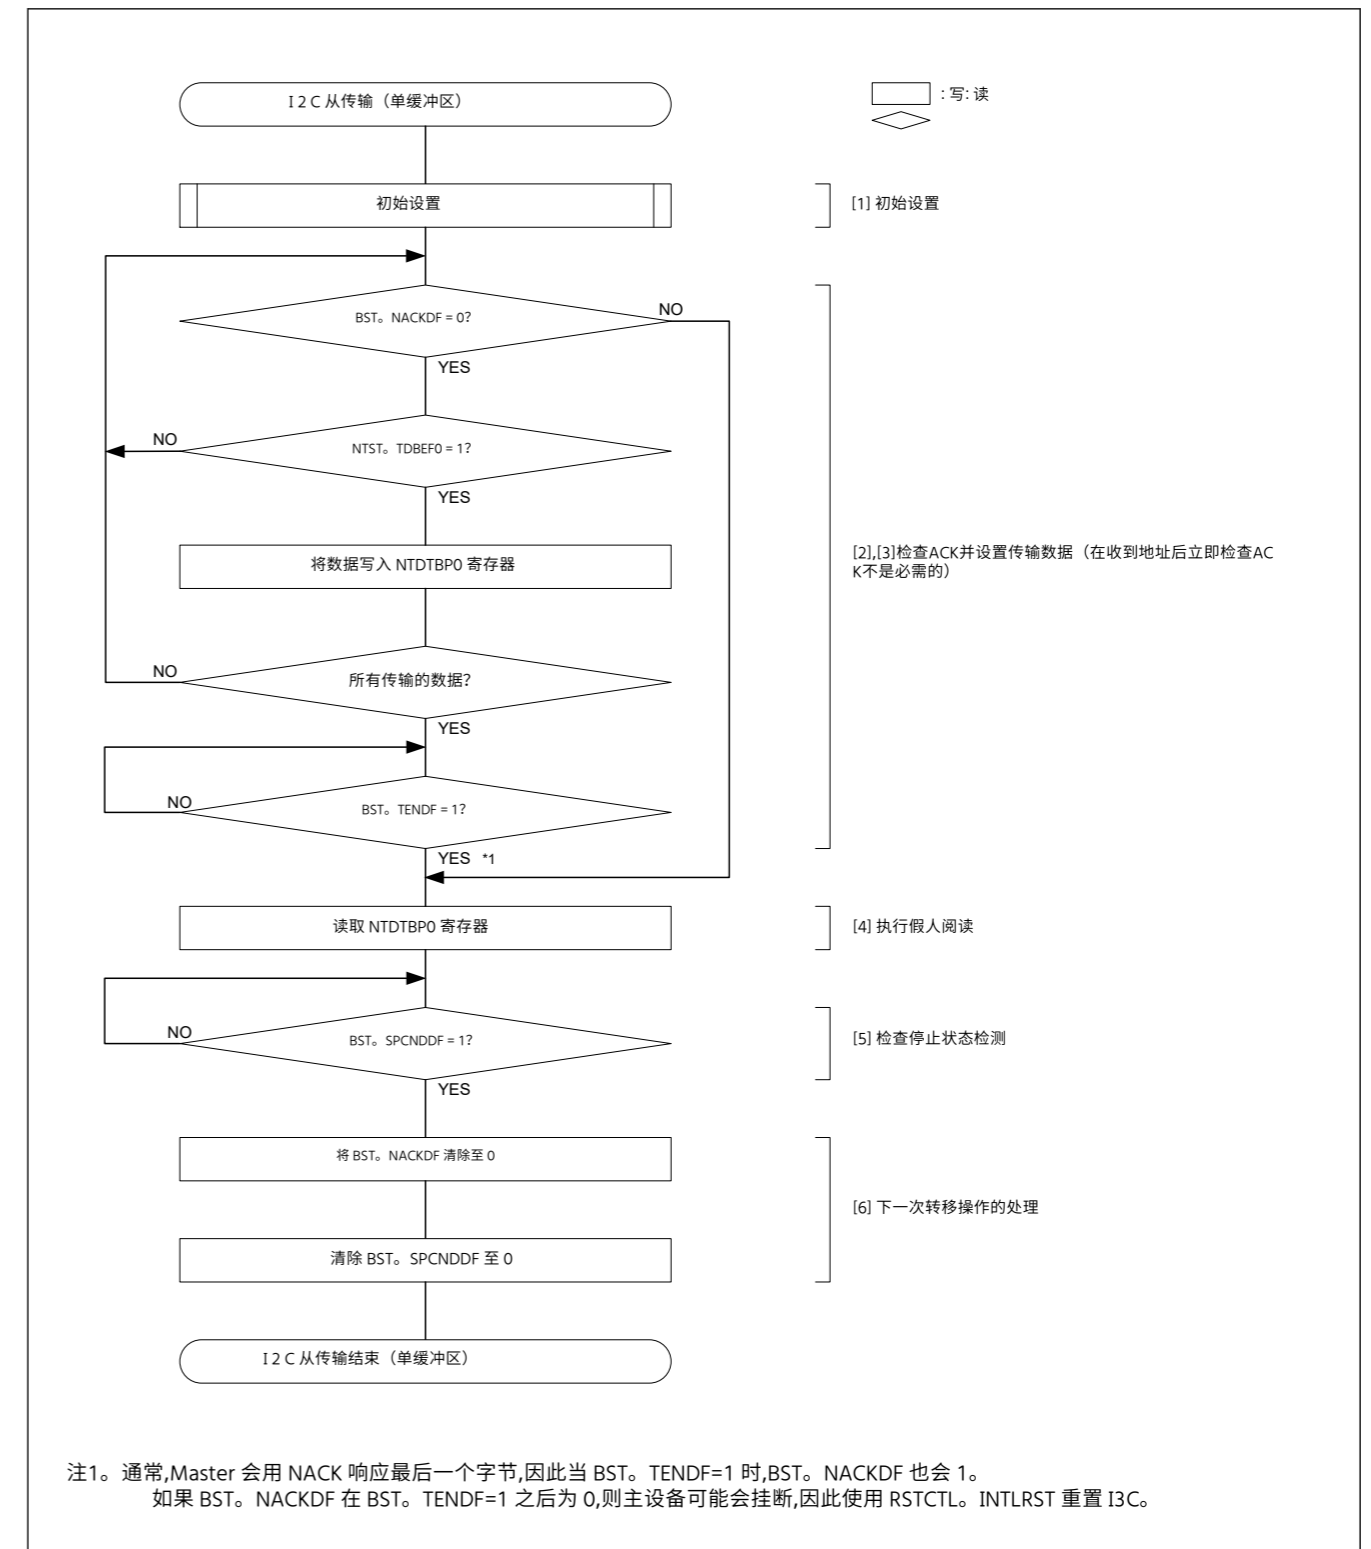 I 2 C 从传输（单缓冲区）
: 写: 读
初始设置
[1] 初始设置
BST。NACKDF = 0?
NO
YES
NTST。TDBEF0 = 1?
NO
YES
将数据写入 NTDTBP0 寄存器
[2],[3]检查ACK并设置传输数据（在收到地址后立即检查AC
K不是必需的）
所有传输的数据?
NO
YES
BST。TENDF = 1?
NO
YES *1
读取 NTDTBP0 寄存器
[4] 执行假人阅读
BST。SPCNDDF = 1?
NO
YES
[5] 检查停止状态检测
将 BST。NACKDF 清除至 0
[6] 下一次转移操作的处理
清除 BST。SPCNDDF 至 0
I 2 C 从传输结束（单缓冲区）
注1。通常,Master 会用 NACK 响应最后一个字节,因此当 BST。TENDF=1 时,BST。NACKDF 也会 1。
如果 BST。NACKDF 在 BST。TENDF=1 之后为 0,则主设备可能会挂断,因此使用 RSTCTL。INTLRST 重置 I3C。